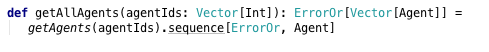 def getAllAgents(agentIds: Vector[Int]): ErrorOr[Vector[Agent]] =
  getAgents(agentIds).sequence[ErrorOr, Agent]